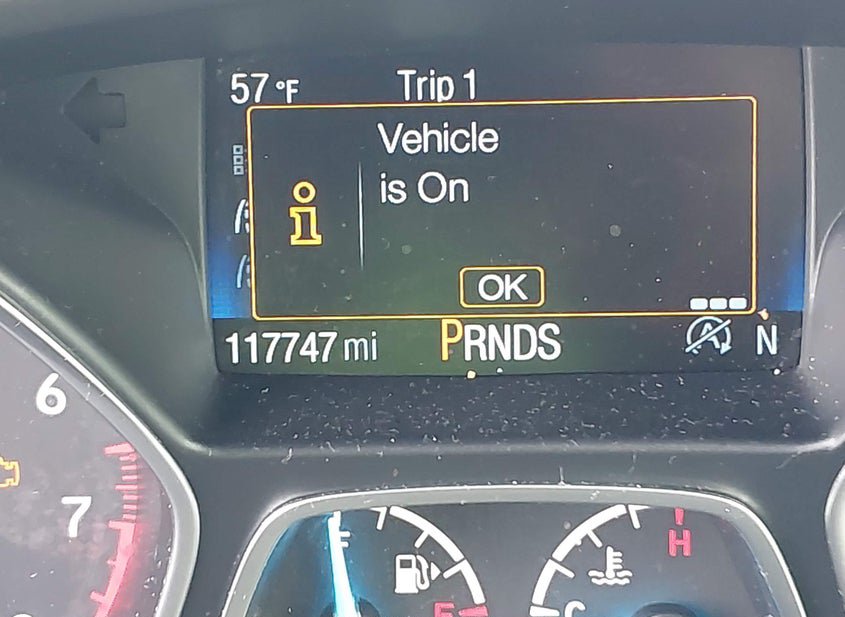 57 °F Trip 1
Vehicle
is On
OK
117747 mi PRNDS N
6
7
F
H
E
C